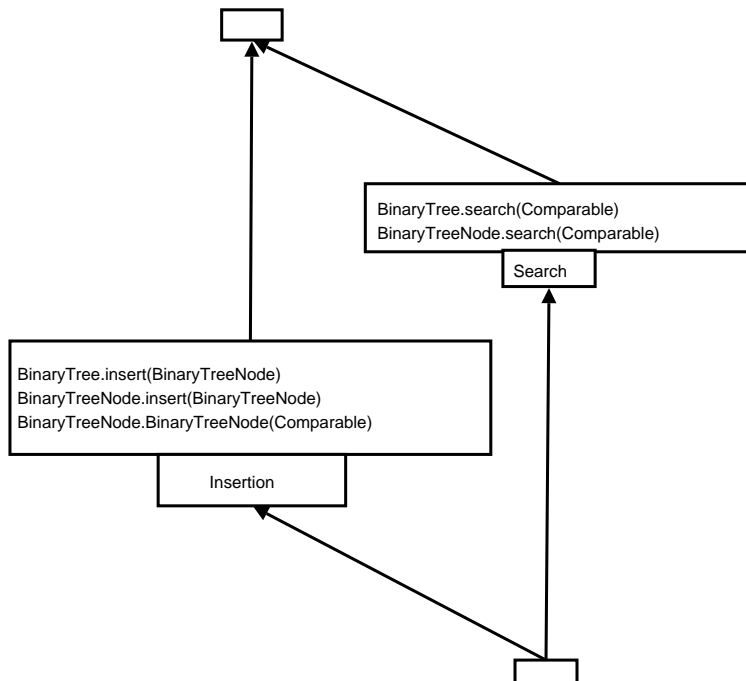 BinaryTree.search(Comparable)
BinaryTreeNode.search(Comparable)
Search
BinaryTree.insert(BinaryTreeNode)
BinaryTreeNode.insert(BinaryTreeNode)
BinaryTreeNode.BinaryTreeNode(Comparable)
Insertion